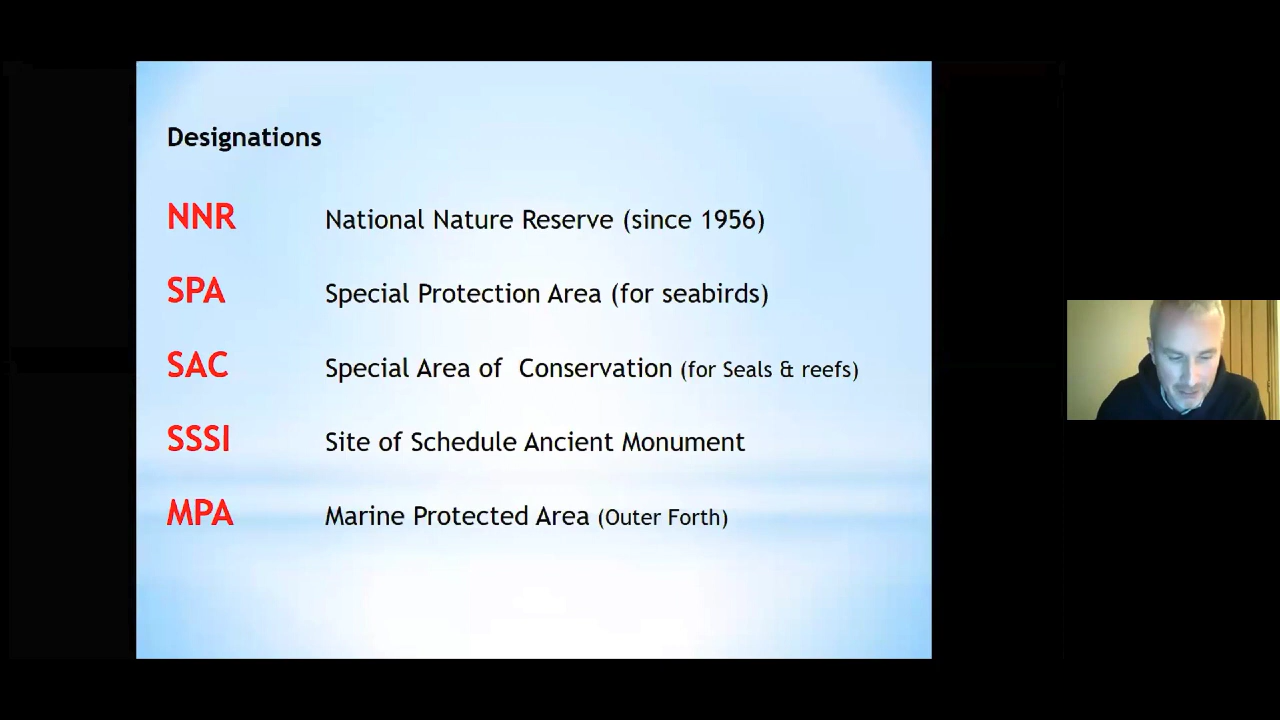 Designations
NNR National Nature Reserve (since 1956)
SPA Special Protection Area (for seabirds)
SAC Special Area of Conservation (for Seals & reefs)
SSSI Site of Schedule Ancient Monument
MPA Marine Protected Area (Outer Forth)